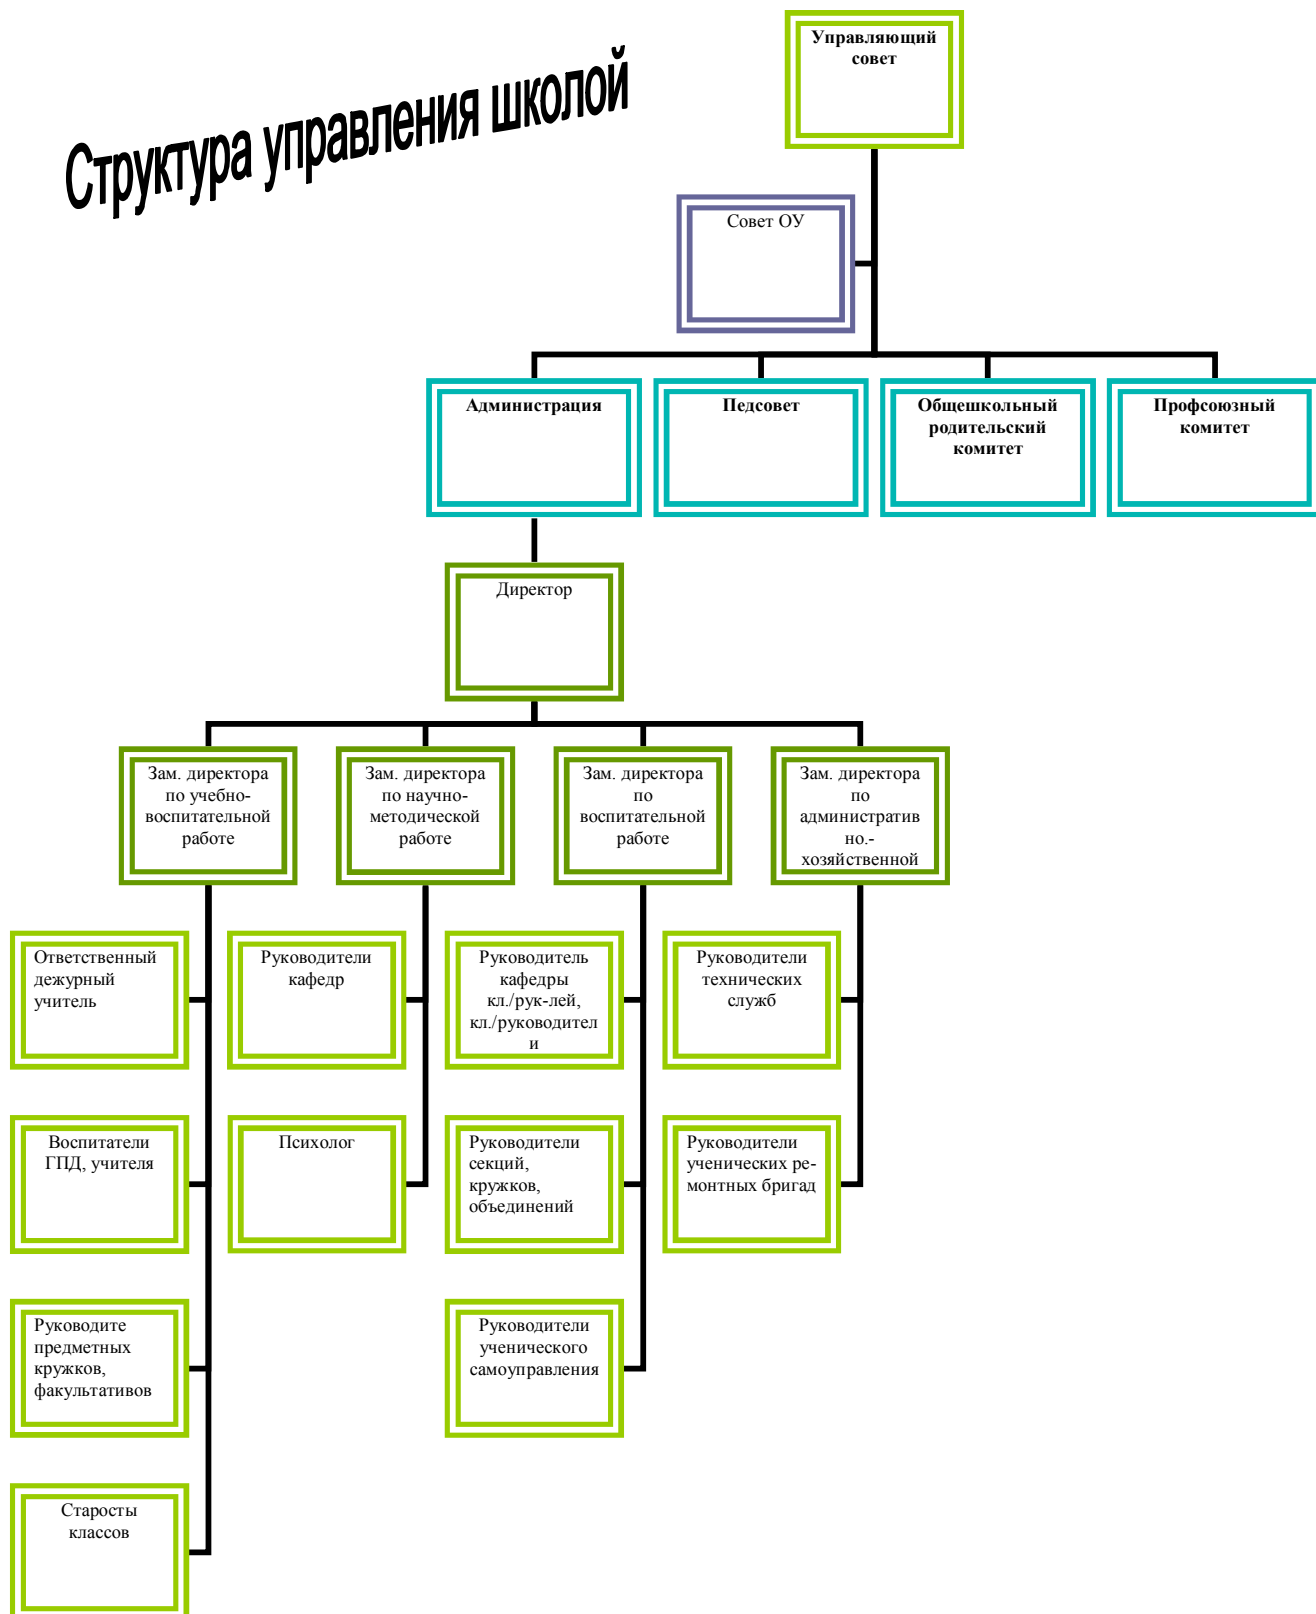 Структура управления школой
Управляющий
совет
Совет ОУ
Администрация
Педсовет
Общешкольный
родительский
комитет
Профсоюзный
комитет
Директор
Зам. директора
по учебно-
воспитательной
работе
Зам. директора
по научно-
методической
работе
Зам. директора
по
воспитательной
работе
Зам. директора
по
административ
но.-
хозяйственной
Ответственный
дежурный
учитель
Руководители
кафедр
Руководитель
кафедры
кл./рук-лей,
кл./руководител
и
Руководители
технических
служб
Воспитатели
ГПД, учителя
Психолог
Руководители
секций,
кружков,
объединений
Руководители
ученических ре-
монтных бригад
Руководите
предметных
кружков,
факультативов
Руководители
ученического
самоуправления
Старосты
классов